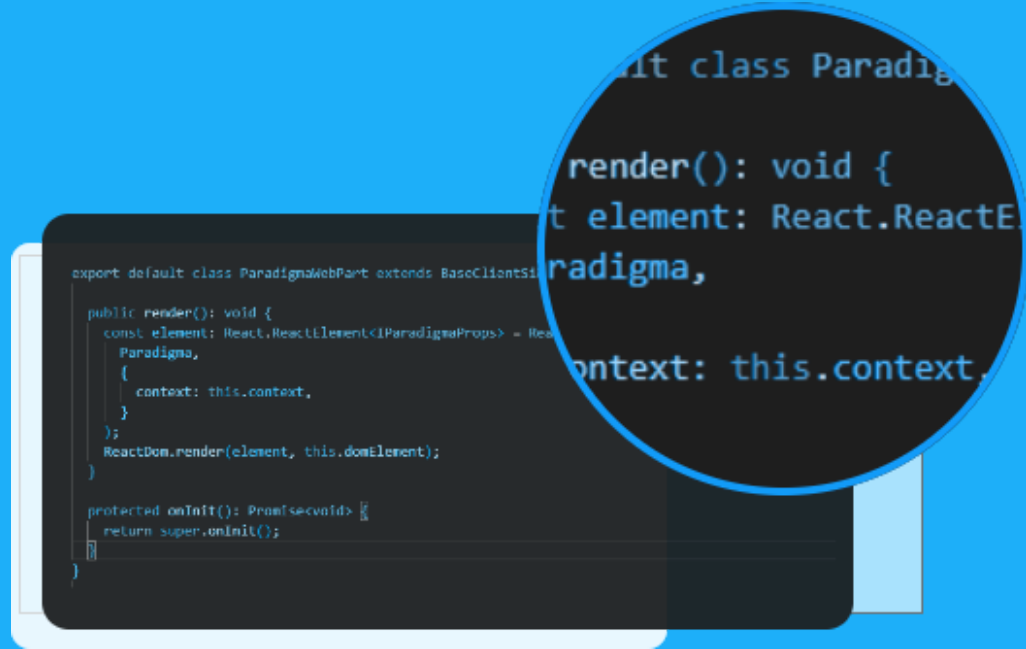 export default class ParadigmaWebPart extends BaseClientSi
public render(): void {
const element: React.ReactElement<IParadigmaProps> = Rea
Paradigma,
{
context: this.context,
}
);
ReactDom.render(element, this.domElement);
}
protected onInit(): Promise<void> {
return super.onInit();
}
}
ult class Paradig
render(): void {
t element: React.ReactE
radigma,
ontext: this.context,